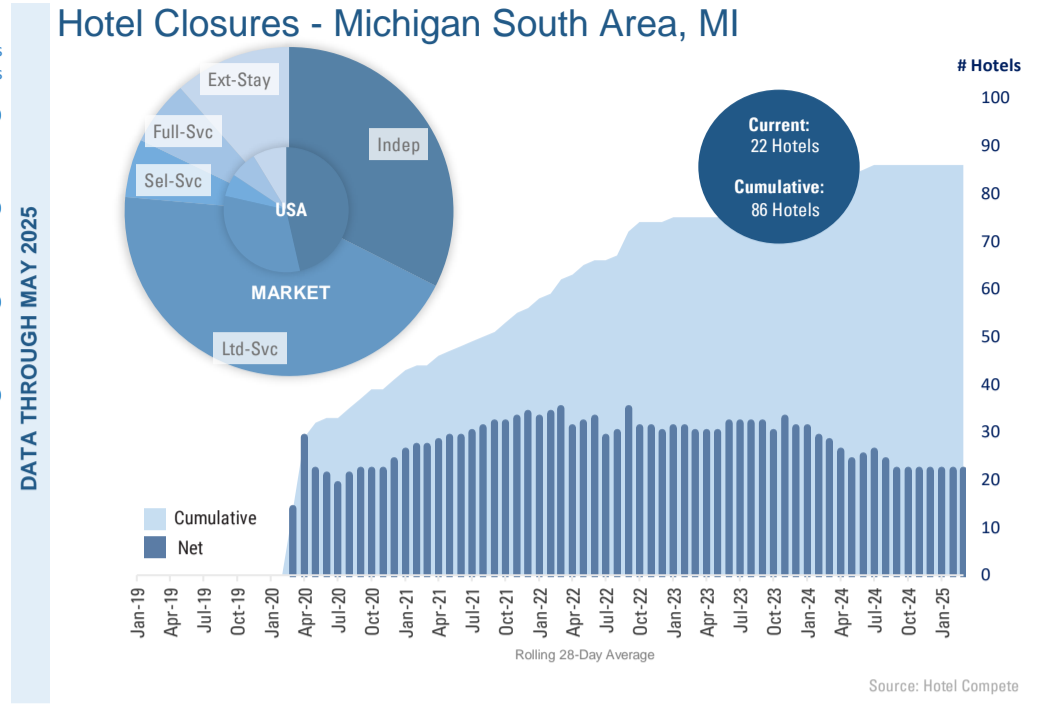 Hotel Closures - Michigan South Area, MI
DATA THROUGH MAY 2025
# Hotels
Ext-Stay
Full-Svc
Sel-Svc
Indep
USA
MARKET
Ltd-Svc
Current:
22 Hotels
Cumulative:
86 Hotels
100
90
80
70
60
50
40
30
20
10
0
Cumulative
Net
Jan-19
Apr-19
Jul-19
Oct-19
Jan-20
Apr-20
Jul-20
Oct-20
Jan-21
Apr-21
Jul-21
Oct-21
Jan-22
Apr-22
Jul-22
Oct-22
Jan-23
Apr-23
Jul-23
Oct-23
Jan-24
Apr-24
Jul-24
Oct-24
Jan-25
Rolling 28-Day Average
Source: Hotel Compete